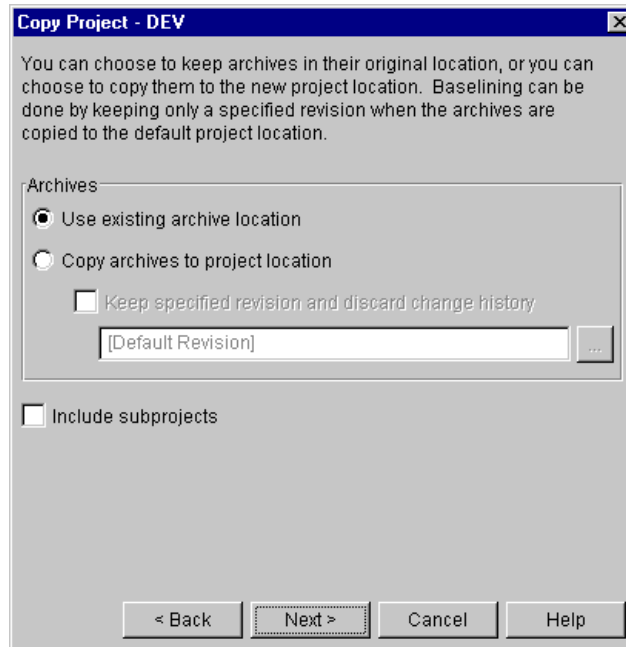 Copy Project - DEV
You can choose to keep archives in their original location, or you can
choose to copy them to the new project location. Baselining can be
done by keeping only a specified revision when the archives are
copied to the default project location.
Archives
Use existing archive location
Copy archives to project location
Keep specified revision and discard change history
[Default Revision]
...
Include subprojects
< Back
Next >
Cancel
Help